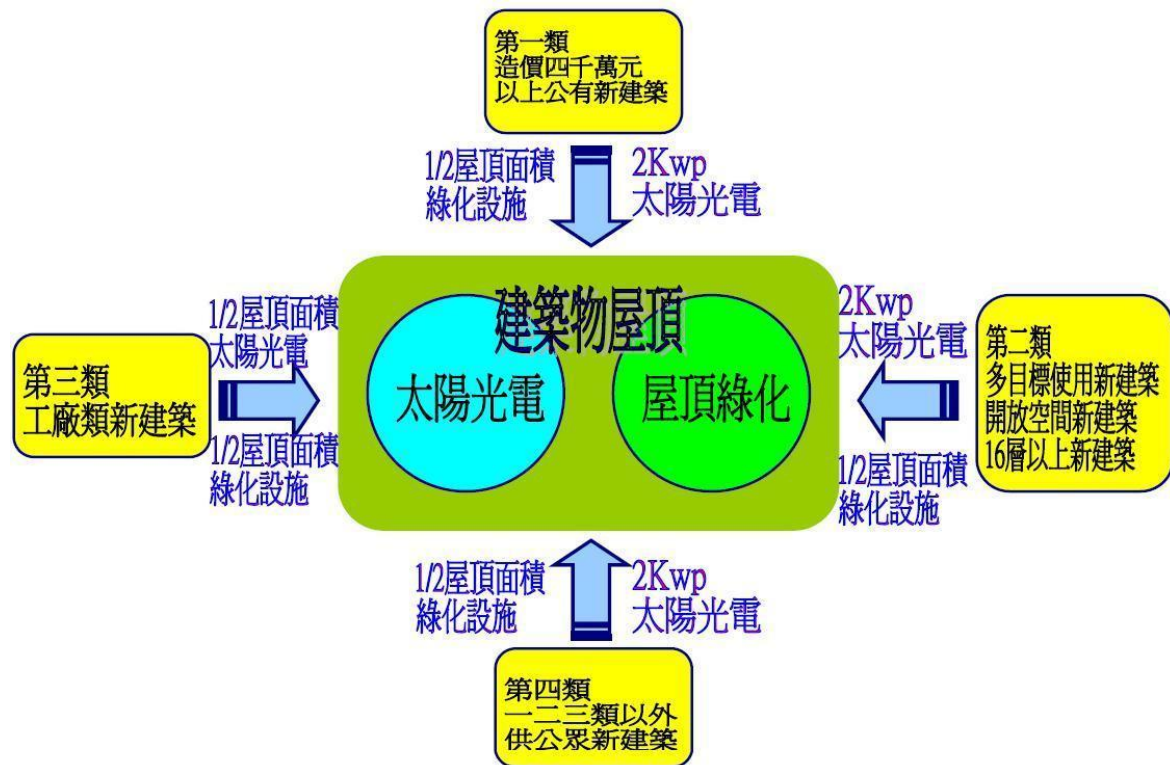 第一類
造價四千萬元
以上公有新建築
1/2屋頂面積
綠化設施
2Kwp
太陽光電
建築物屋頂
太陽光電
屋頂綠化
1/2屋頂面積
太陽光電
第三類
工廠類新建築
1/2屋頂面積
綠化設施
2Kwp
太陽光電
第二類
多目標使用新建築
開放空間新建築
16層以上新建築
1/2屋頂面積
綠化設施
1/2屋頂面積
綠化設施
2Kwp
太陽光電
第四類
一二三類以外
供公眾新建築